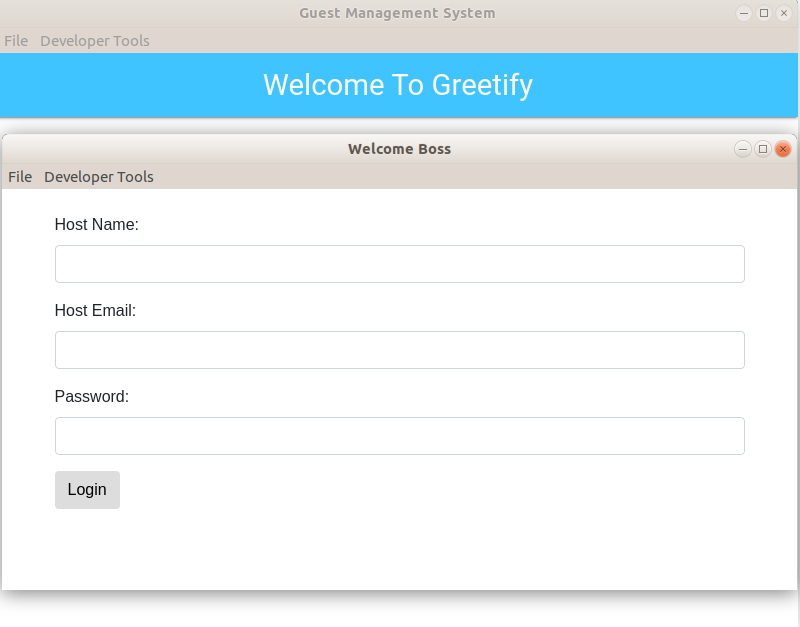 Guest Management System
File Developer Tools
Welcome To Greetify
Welcome Boss
File Developer Tools
Host Name:
Host Email:
Password:
Login